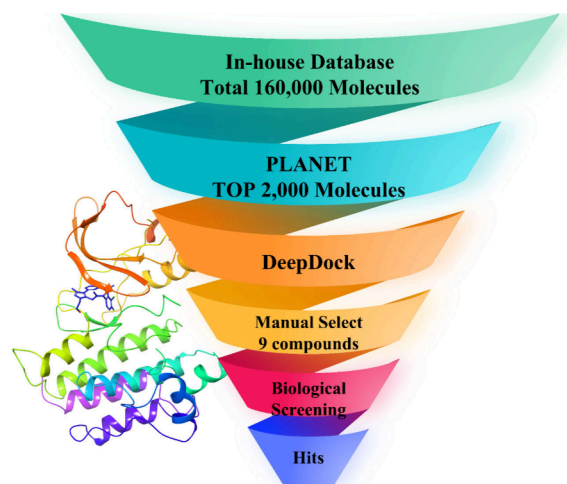 In-house Database
Total 160,000 Molecules
PLANET
TOP 2,000 Molecules
DeepDock
Manual Select
9 compounds
Biological
Screening
Hits